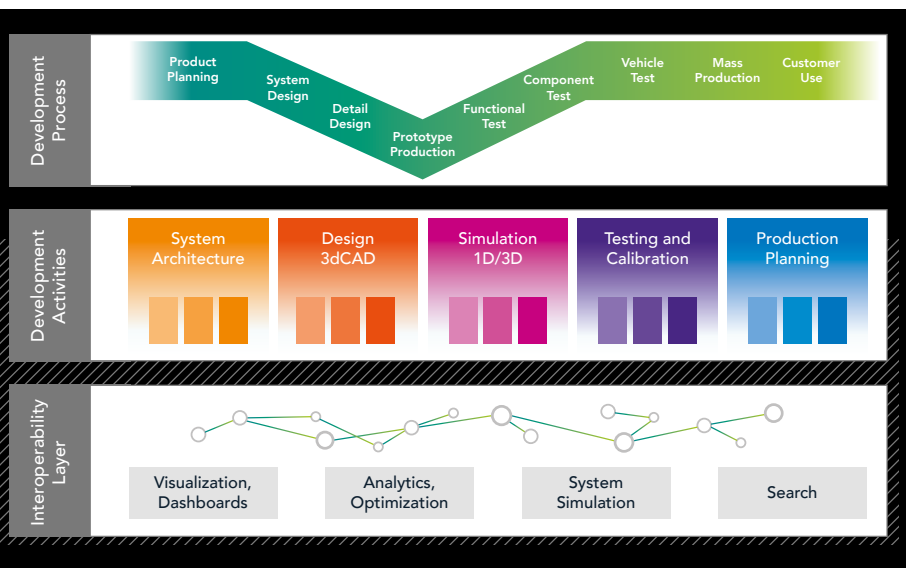 Development
Process
Product
Planning
System
Design
Detail
Design
Prototype
Production
Functional
Test
Component
Test
Vehicle
Test
Mass
Production
Customer
Use
Development
Activities
System
Architecture
Design
3dCAD
Simulation
1D/3D
Testing and
Calibration
Production
Planning
Interoperability
Layer
Visualization,
Dashboards
Analytics,
Optimization
System
Simulation
Search